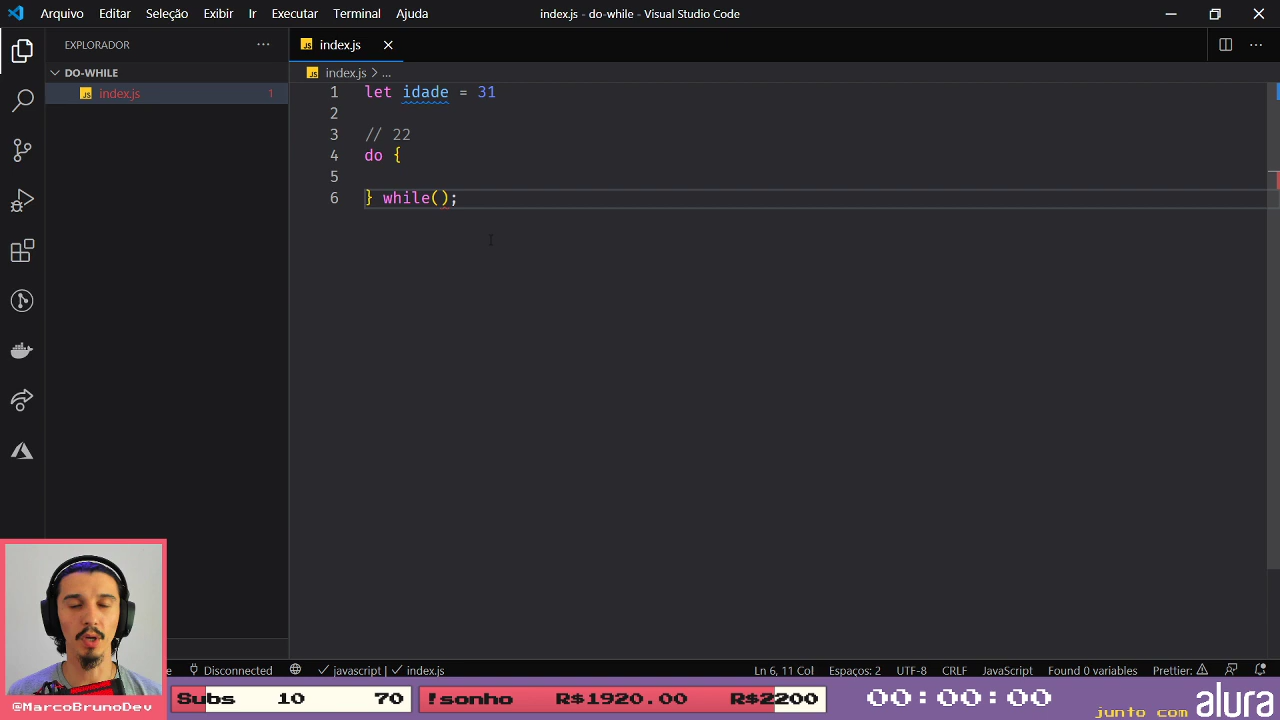 Arquivo Editar Seleção Exibir Ir Executar Terminal Ajuda
index.js - do-while - Visual Studio Code
EXPLORADOR
index.js
DO-WHILE
index.js > ...
index.js 1
1 let idade = 31
2
3 // 22
4 do {
5
6 } while();
Disconnected
javascript | index.js
Ln 6, 11 Col
Espaços: 2
UTF-8
CRLF
JavaScript
Found 0 variables
Prettier:
@MarcoBrunoDev
Subs 10 70
!sonho R$1920.00 R$2200
00:00:00
junto com alura